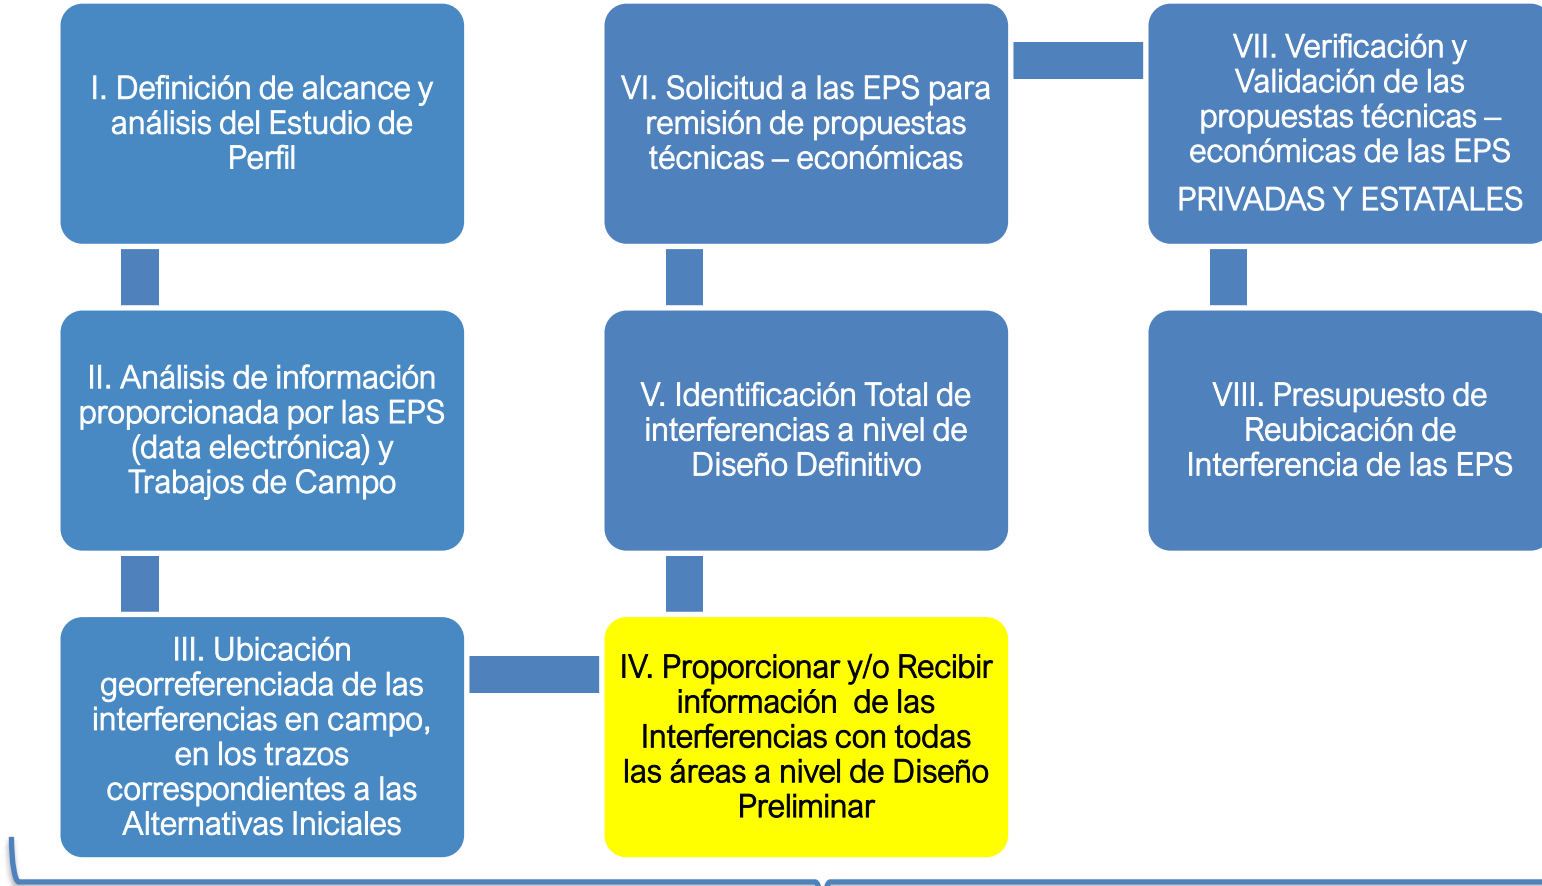 I. Definición de alcance y
análisis del Estudio de
Perfil
II. Análisis de información
proporcionada por las EPS
(data electrónica) y
Trabajos de Campo
III. Ubicación
georreferenciada de las
interferencias en campo,
en los trazos
correspondientes a las
Alternativas Iniciales
IV. Proporcionar y/o Recibir
información  de las
Interferencias con todas
las áreas a nivel de Diseño
Preliminar
V. Identificación Total de
interferencias a nivel de
Diseño Definitivo
VI. Solicitud a las EPS para
remisión de propuestas
técnicas – económicas
VII. Verificación y
Validación de las
propuestas técnicas –
económicas de las EPS
PRIVADAS Y ESTATALES
VIII. Presupuesto de
Reubicación de
Interferencia de las EPS